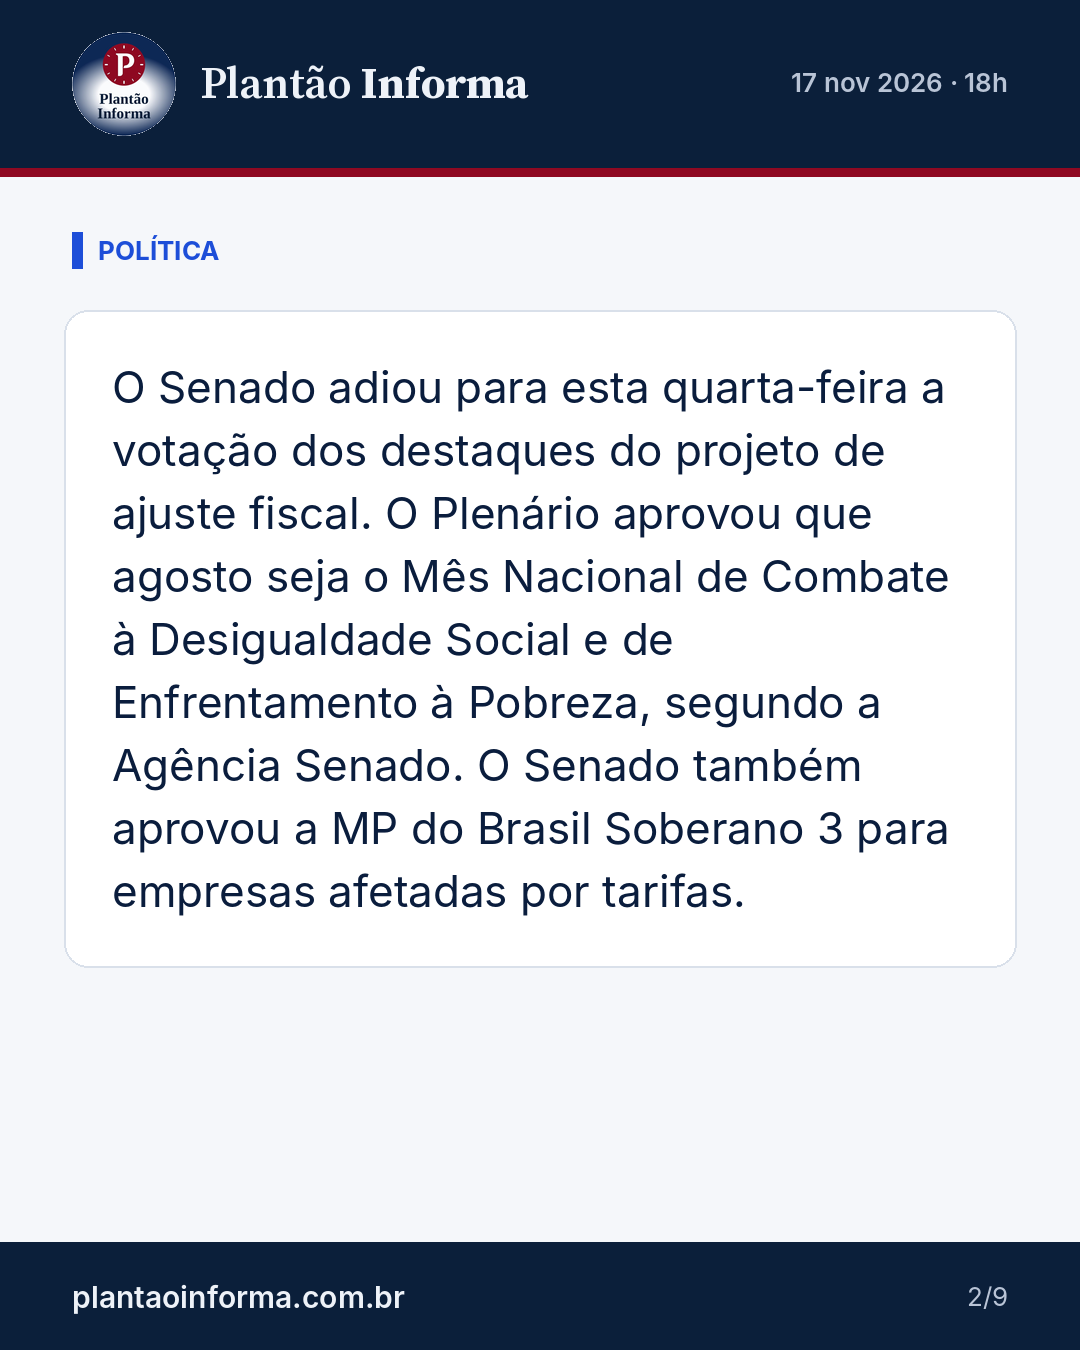 P
Plantão
Informa
Plantão Informa
17 nov 2026 · 18h
POLÍTICA
O Senado adiou para esta quarta-feira a
votação dos destaques do projeto de
ajuste fiscal. O Plenário aprovou que
agosto seja o Mês Nacional de Combate
à Desigualdade Social e de
Enfrentamento à Pobreza, segundo a
Agência Senado. O Senado também
aprovou a MP do Brasil Soberano 3 para
empresas afetadas por tarifas.
plantaoinforma.com.br
2/9